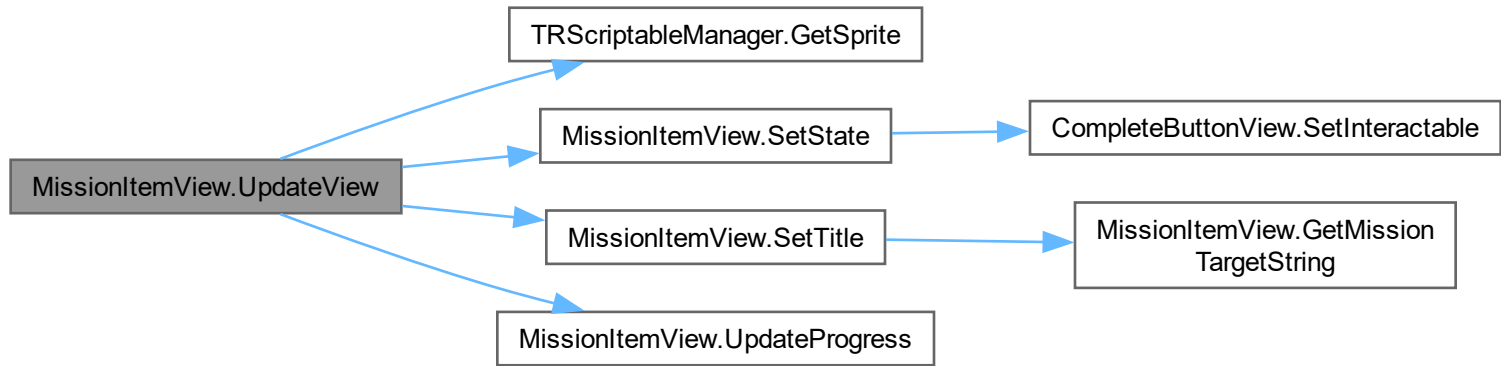 TRScriptableManager.GetSprite
MissionItemView.SetState
CompleteButtonView.SetInteractable
MissionItemView.UpdateView
MissionItemView.SetTitle
MissionItemView.GetMission
TargetString
MissionItemView.UpdateProgress